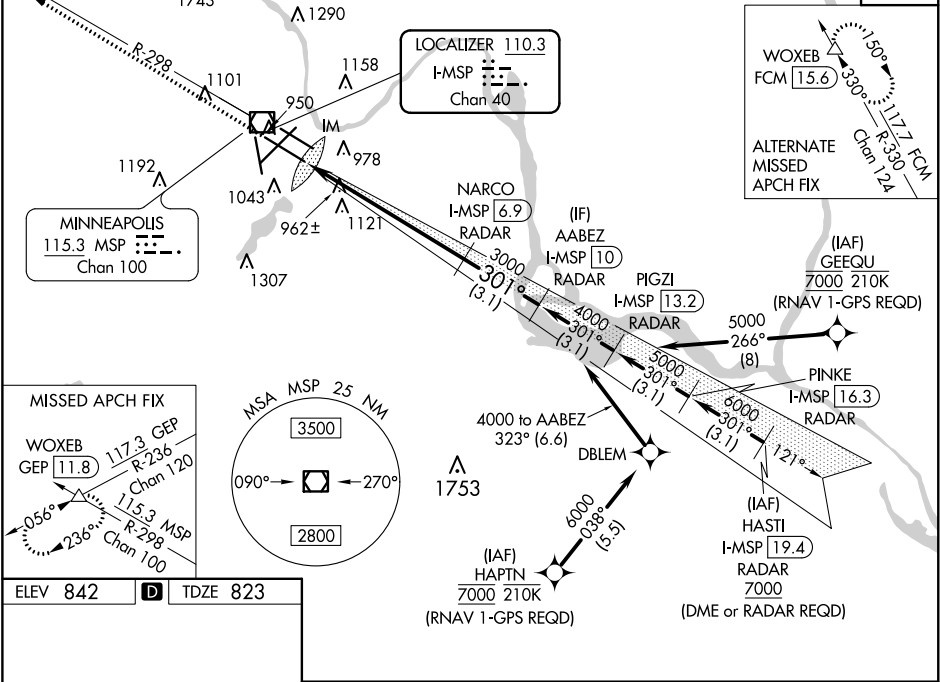 1290
R-298
1101
1158
950
IM
978
1192
1043
962±
1121
1307
LOCALIZER 110.3
I-MSP
Chan 40
MINNEAPOLIS
115.3 MSP
Chan 100
WOXEB
FCM 15.6
150°
330°
117.7 FCM
R-330
Chan 124
ALTERNATE
MISSED
APCH FIX
NARCO
I-MSP 6.9
RADAR
(IF)
AABEZ
I-MSP 10
RADAR
PIGZI
I-MSP 13.2
RADAR
(IAF)
GEEQU
7000 210K
(RNAV 1-GPS REQD)
3000
301°
(3.1)
4000
301°
(3.1)
5000
301°
(3.1)
6000
301°
(3.1)
121°
5000
266°
(8)
PINKE
I-MSP 16.3
RADAR
4000 to AABEZ
323° (6.6)
DBLEM
6000
038°
(5.5)
(IAF)
HAPTN
7000 210K
(RNAV 1-GPS REQD)
(IAF)
HASTI
I-MSP 19.4
RADAR
7000
(DME or RADAR REQD)
MISSED APCH FIX
WOXEB
GEP 11.8
117.3 GEP
R-236
Chan 120
056°
236°
115.3 MSP
R-298
Chan 100
MSA MSP 25 NM
3500
090°
270°
2800
1753
ELEV 842
D
TDZE 823